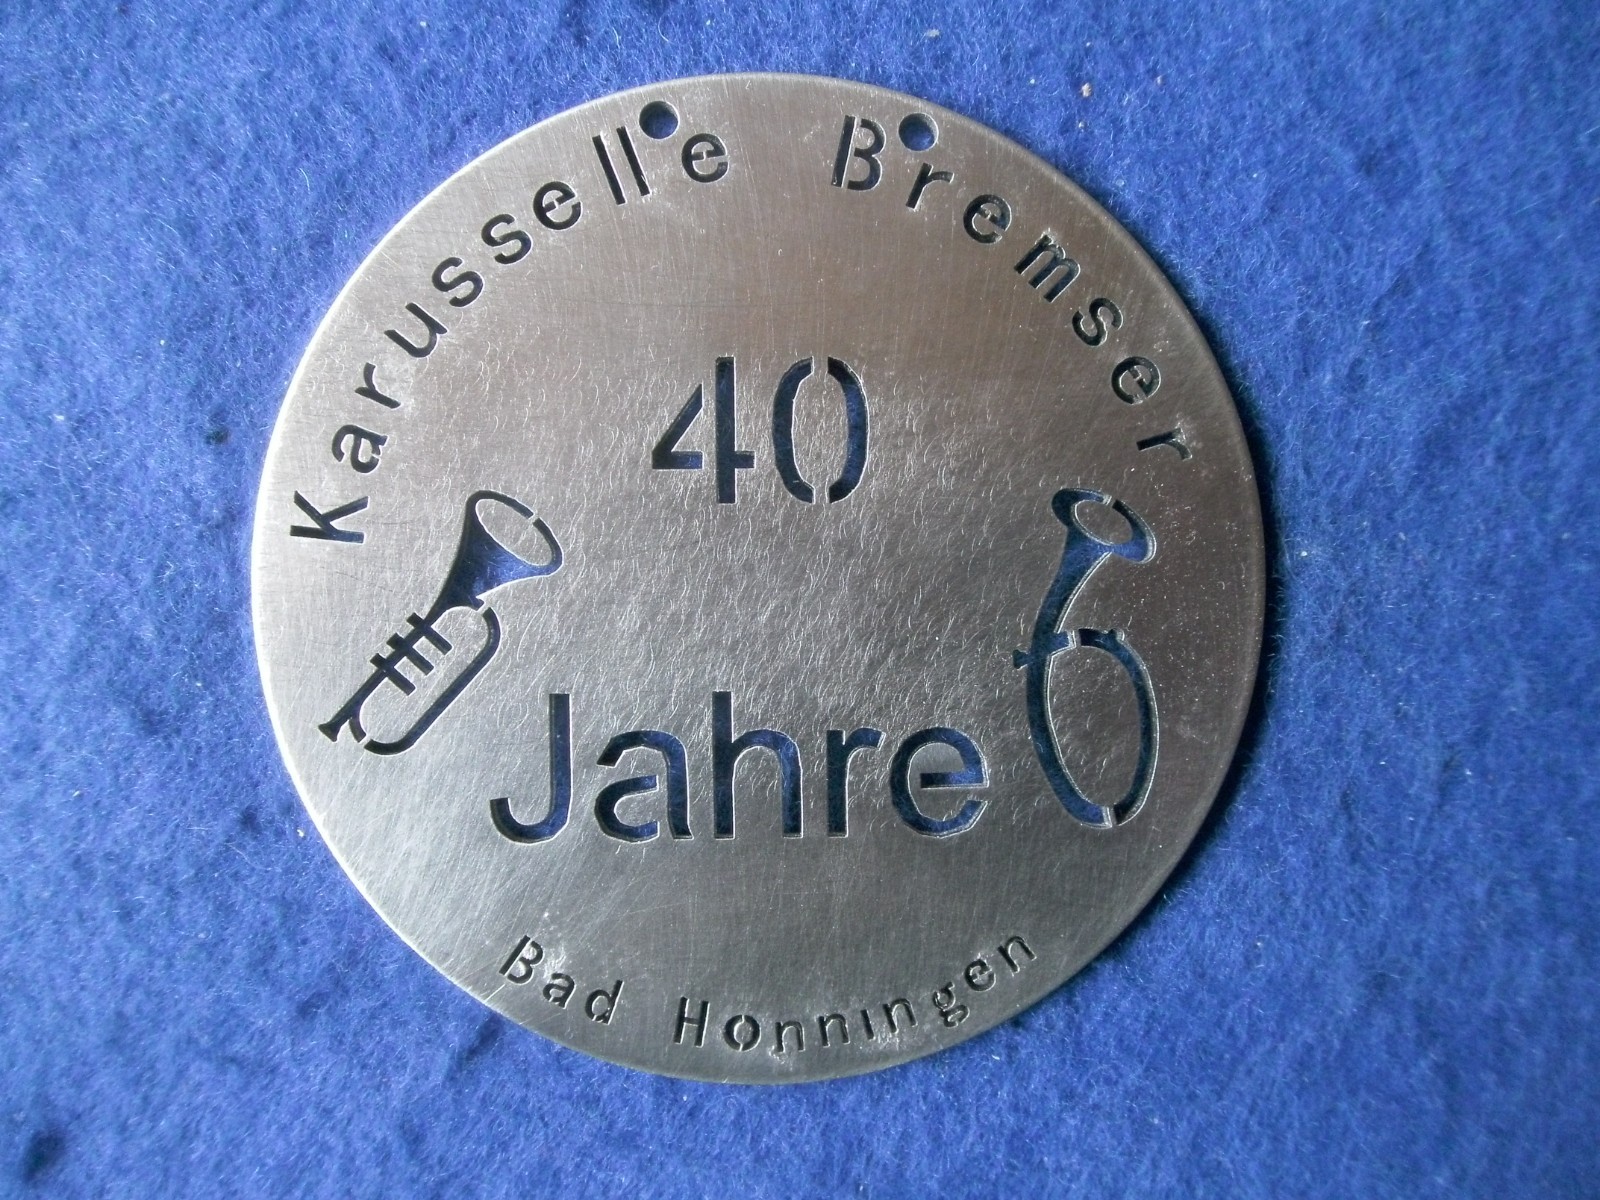 Karusselle Bremser
40
Jahre
Bad Honningen